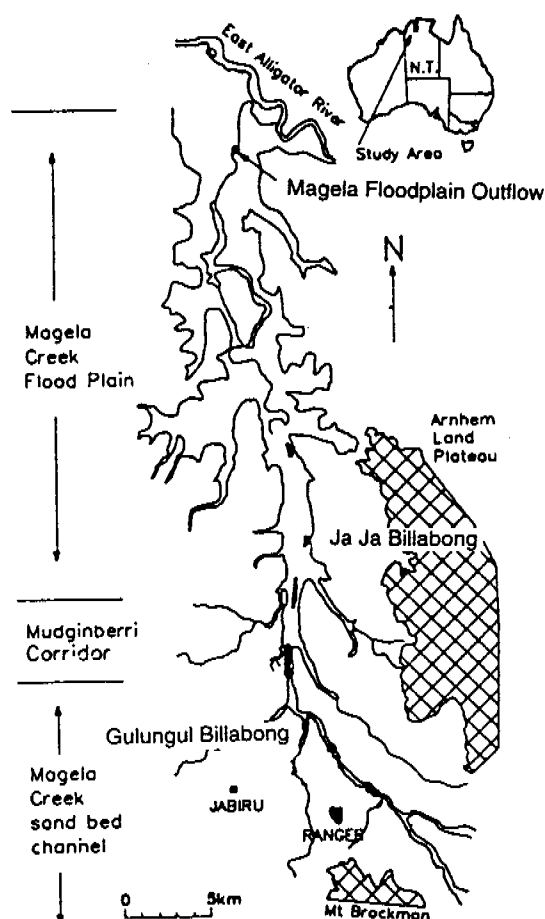 East Alligator River
N.T.
Study Area
Magela Floodplain Outflow
N
Magela
Creek
Flood Plain
Arnhem
Land
Plateau
Ja Ja Billabong
Mudginberri
Corridor
Gulungul Billabong
Magela
Creek
sand bed
channel
JABIRU
RANGER
0 5km
Mt Brockman